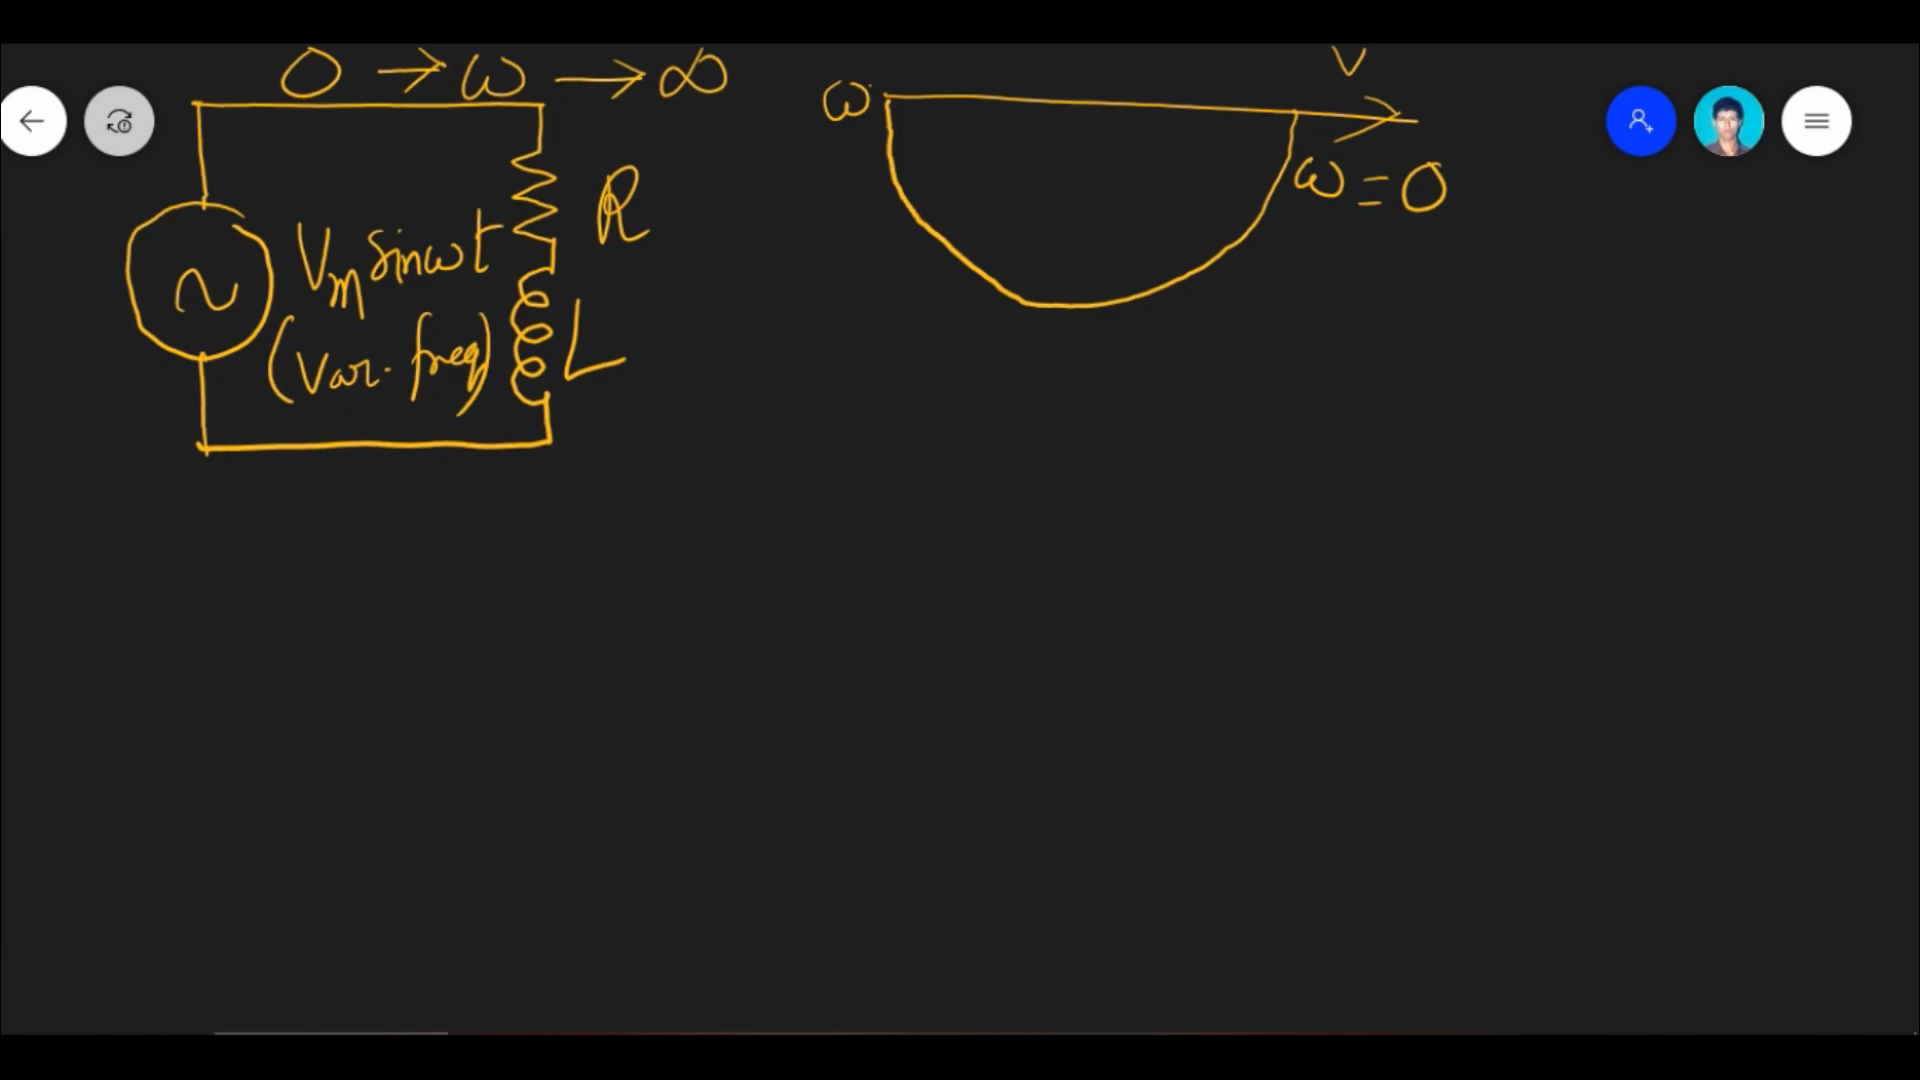 0 → ω → ∞
R
Vm sinωt
(Var. freq)
L
V
ω
ω = 0